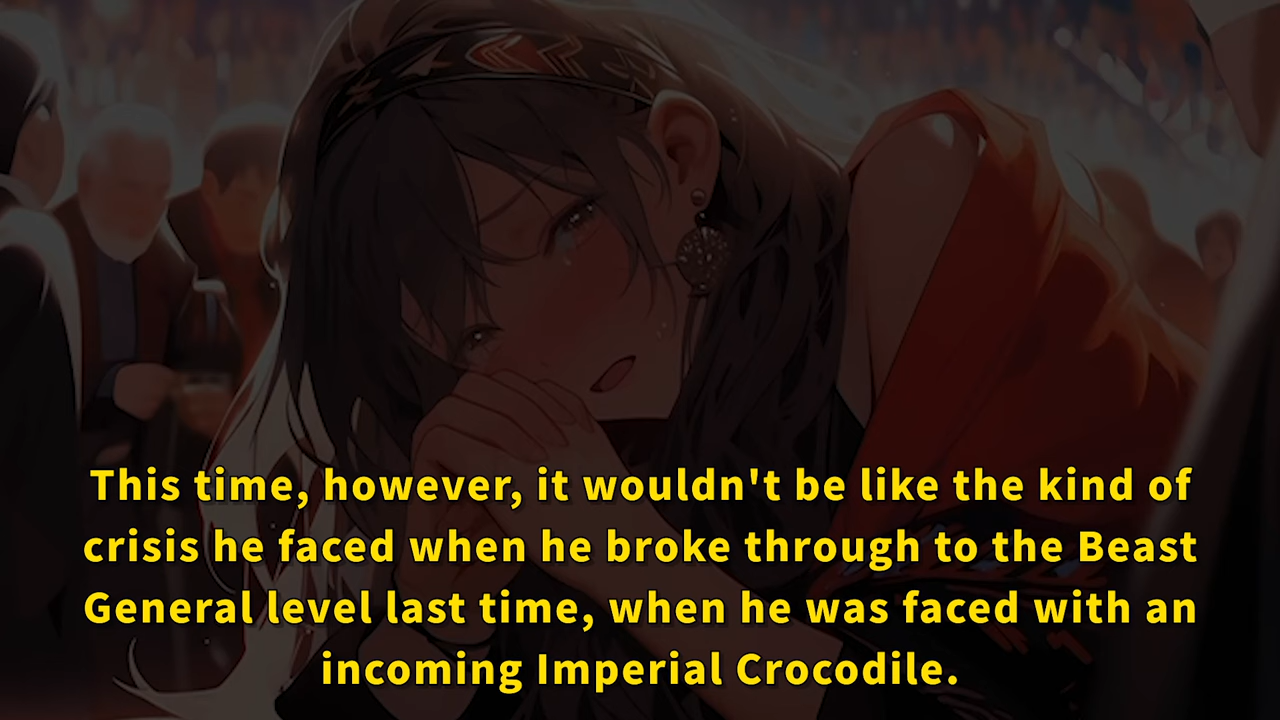 This time, however, it wouldn't be like the kind of
crisis he faced when he broke through to the Beast
General level last time, when he was faced with an
incoming Imperial Crocodile.